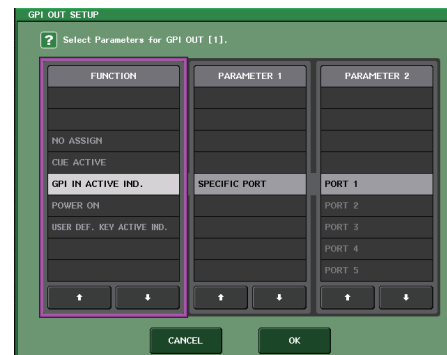 GPI OUT SETUP
? Select Parameters for GPI OUT [1].
FUNCTION
NO ASSIGN
CUE ACTIVE
GPI IN ACTIVE IND.
POWER ON
USER DEF. KEY ACTIVE IND.
PARAMETER 1
SPECIFIC PORT
PARAMETER 2
PORT 1
PORT 2
PORT 3
PORT 4
PORT 5
CANCEL
OK